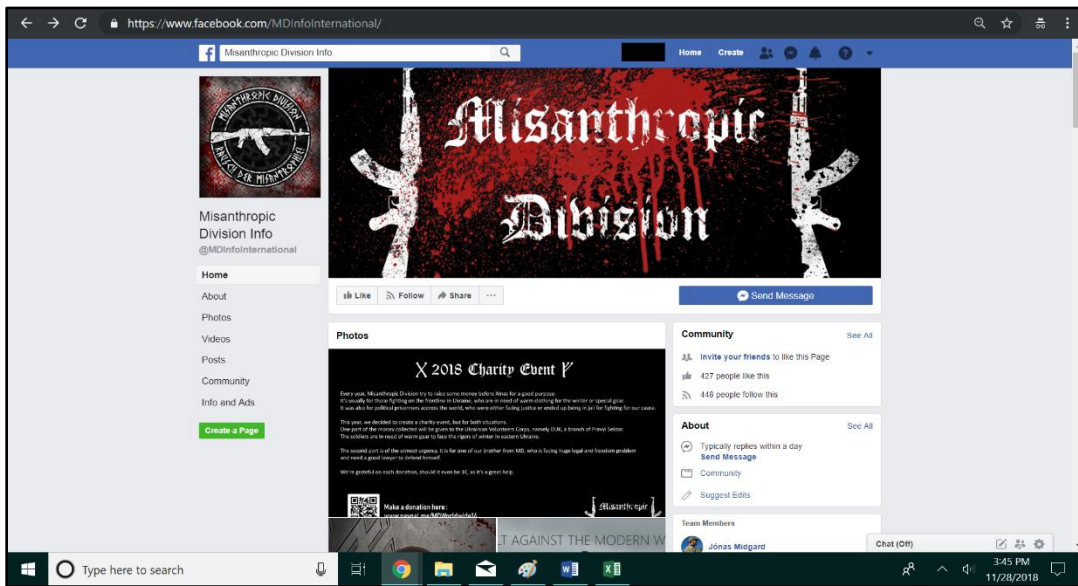 https://www.facebook.com/MDInfoInternational/
Misanthropic Division Info
Home Create
MISANTHROPIC DIVISION
RAUSCH DER MISANTHROPHIE!
Misanthropic
Division
Misanthropic
Division Info
@MDInfoInternational
Home
About
Photos
Videos
Posts
Community
Info and Ads
Create a Page
Like Follow Share ...
Send Message
Photos
2018 Charity Event
Every year, Misanthropic Division try to raise some money before Xmas for a good purpose.
It's usually for those fighting on the frontline in Ukraine, who are in need of warm clothing for the winter or special gear.
It was also for political prisoners accross the world, who were either facing justice or ended up being in jail for fighting for our cause.
This year, we decided to create a charity event, but for both situations.
One part of the money collected will be given to the Ukrainian Volunteers Corps, namely DUK, a branch of Pravyi Sektor.
The soldiers are in need of warm gear to face the rigors of winter in eastern Ukraine.
The second part is of the utmost urgency. It is for one of our brother from MD, who is facing huge legal and freedom problem
and need a good lawyer to defend himself.
We're grateful on each donation, should it even be 1€, as it's a great help.
Make a donation here :
Misanthropic
LT AGAINST THE MODERN W
Community See All
Invite your friends to like this Page
427 people like this
448 people follow this
About See All
Typically replies within a day
Send Message
Community
Suggest Edits
Team Members
Jónas Midgard
Chat (Off)
Type here to search
3:45 PM
11/28/2018